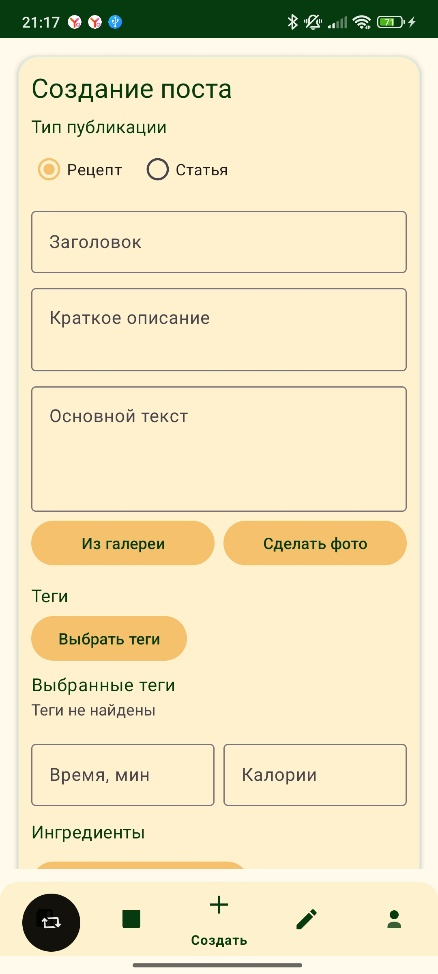 21:17
71
Создание поста
Тип публикации
Рецепт Статья
Заголовок
Краткое описание
Основной текст
Из галереи Сделать фото
Теги
Выбрать теги
Выбранные теги
Теги не найдены
Время, мин Калории
Ингредиенты
Создать